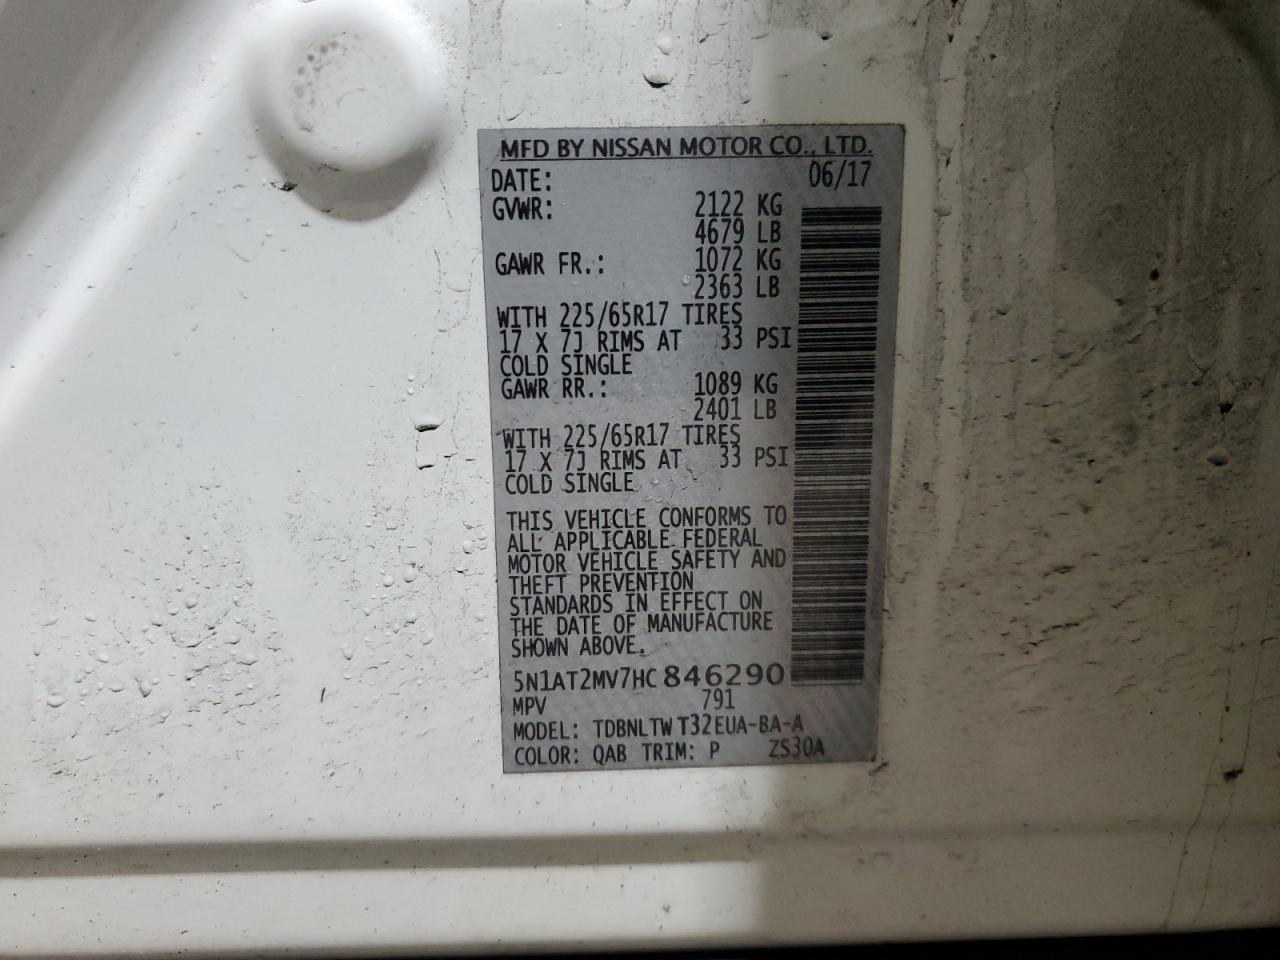 MFD BY NISSAN MOTOR CO., LTD.
DATE: 06/17
GVWR: 2122 KG
4679 LB
GAWR FR.: 1072 KG
2363 LB
WITH 225/65R17 TIRES
17 X 7J RIMS AT 33 PSI
COLD SINGLE
GAWR RR.: 1089 KG
2401 LB
WITH 225/65R17 TIRES
17 X 7J RIMS AT 33 PSI
COLD SINGLE
THIS VEHICLE CONFORMS TO
ALL APPLICABLE FEDERAL
MOTOR VEHICLE SAFETY AND
THEFT PREVENTION
STANDARDS IN EFFECT ON
THE DATE OF MANUFACTURE
SHOWN ABOVE.
5N1AT2MV7HC846290
MPV 791
MODEL: TDBNLTW T32EUA-BA-A
COLOR: QAB TRIM: P ZS30A